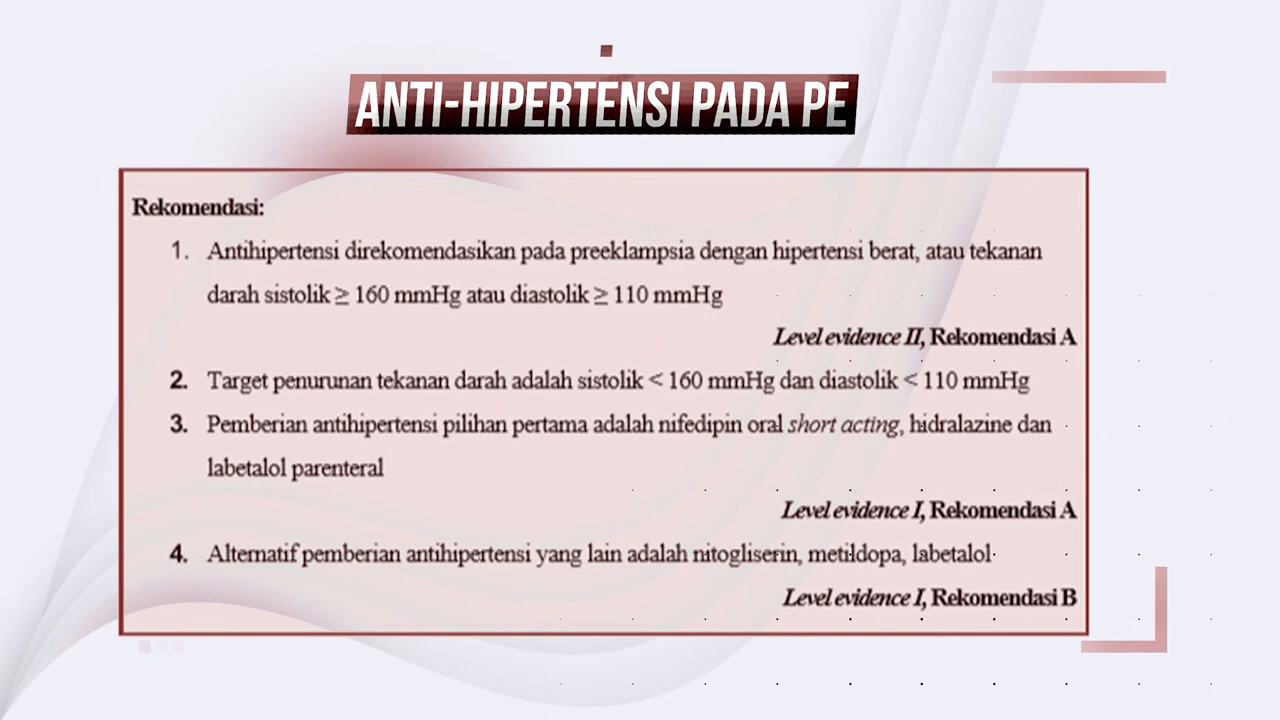 ANTI-HIPERTENSI PADA PE
Rekomendasi:
1. Antihipertensi direkomendasikan pada preeklampsia dengan hipertensi berat, atau tekanan
darah sistolik ≥ 160 mmHg atau diastolik ≥ 110 mmHg
Level evidence II, Rekomendasi A
2. Target penurunan tekanan darah adalah sistolik < 160 mmHg dan diastolik < 110 mmHg
3. Pemberian antihipertensi pilihan pertama adalah nifedipin oral short acting, hidralazine dan
labetalol parenteral
Level evidence I, Rekomendasi A
4. Alternatif pemberian antihipertensi yang lain adalah nitogliserin, metildopa, labetalol
Level evidence I, Rekomendasi B